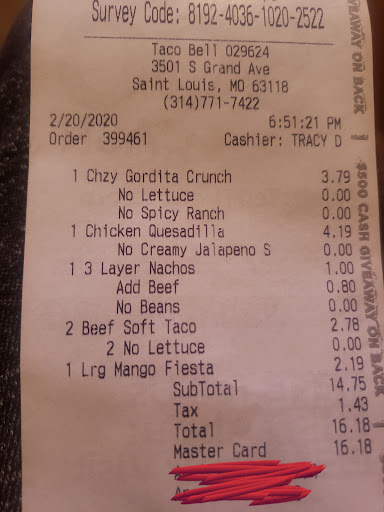 Survey Code: 8192-4036-1020-2522
Taco Bell 029624
3501 S Grand Ave
Saint Louis, MO 63118
(314)771-7422
2/20/2020 6:51:21 PM
Order 399461 Cashier: TRACY D
1 Chzy Gordita Crunch 3.79
No Lettuce 0.00
No Spicy Ranch 0.00
1 Chicken Quesadilla 4.19
No Creamy Jalapeno S 0.00
1 3 Layer Nachos 1.00
Add Beef 0.80
No Beans 0.00
2 Beef Soft Taco 2.78
2 No Lettuce 0.00
1 Lrg Mango Fiesta 2.19
SubTotal 14.75
Tax 1.43
Total 16.18
Master Card 16.18
AWAY ON BACK
$500 CASH GIVEAWAY ON BACK